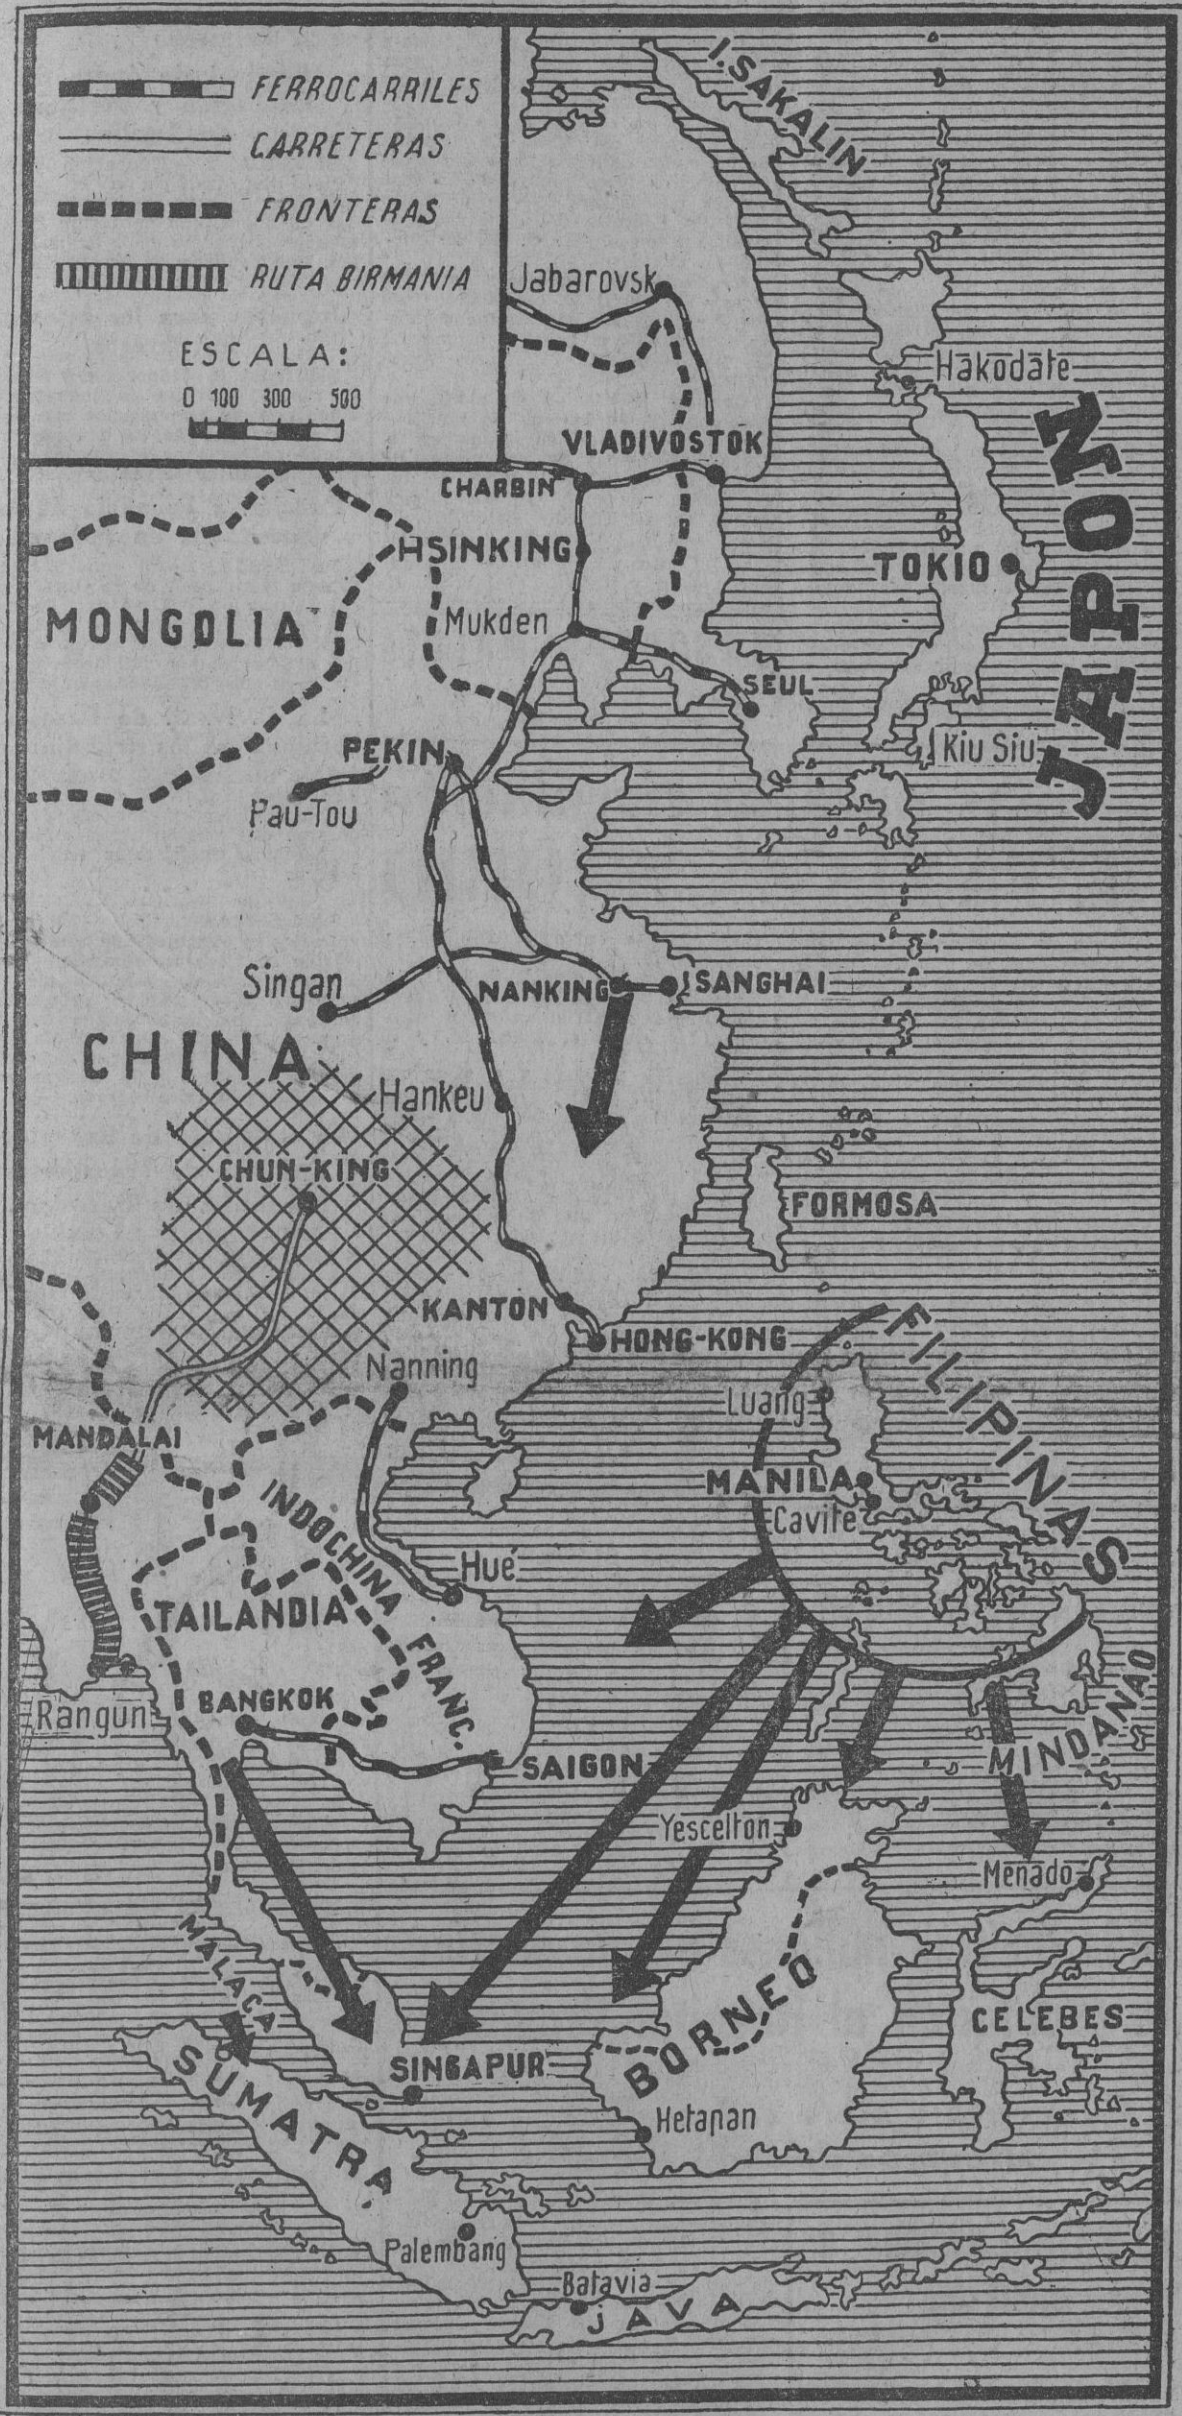 FERROCARRILES
CARRETERAS
FRONTERAS
RUTA BIRMANIA
ESCALA:
0 100 300 500
I. SAKALIN
Jabarovsk
Hakodate
VLADIVOSTOK
CHARBIN
HSINKING
TOKIO
JAPON
MONGOLIA
Mukden
SEUL
PEKIN
Kiu Siu
Pau-Tou
Singan
NANKING
SANGHAI
CHINA
Hankeu
CHUN-KING
FORMOSA
KANTON
HONG-KONG
FILIPINAS
Nanning
Luang
MANDALAI
MANILA
Cavite
INDOCHINA FRANC.
Hué
TAILANDIA
BANGKOK
Rangun
MINDANAO
SAIGON
Yescelton
Menado
MALACA
BORNEO
CELEBES
SINGAPUR
SUMATRA
Hetapan
Palembang
Batavia
JAVA